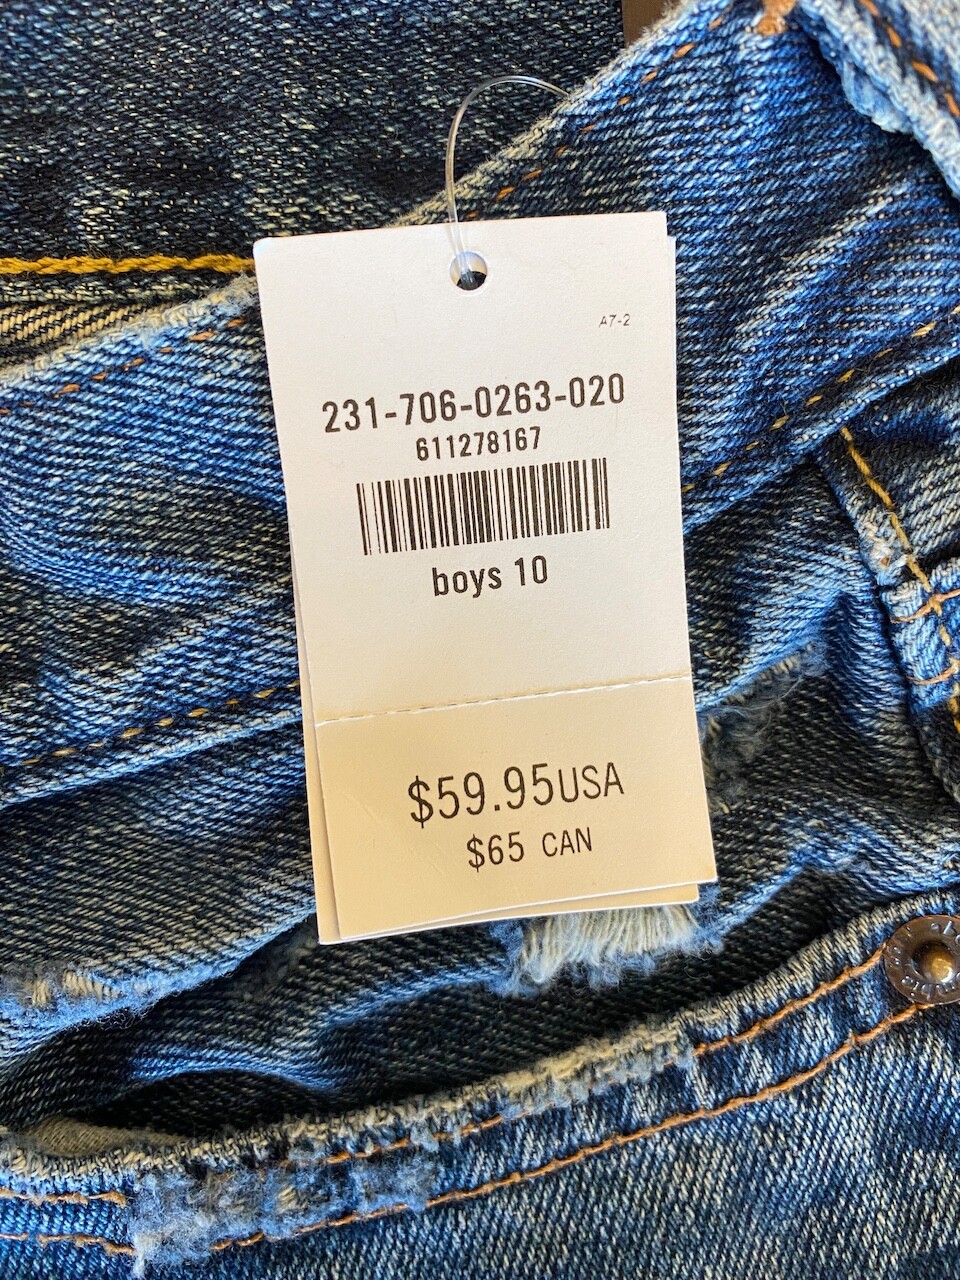 A7-2
231-706-0263-020
611278167
boys 10
$59.95USA
$65 CAN